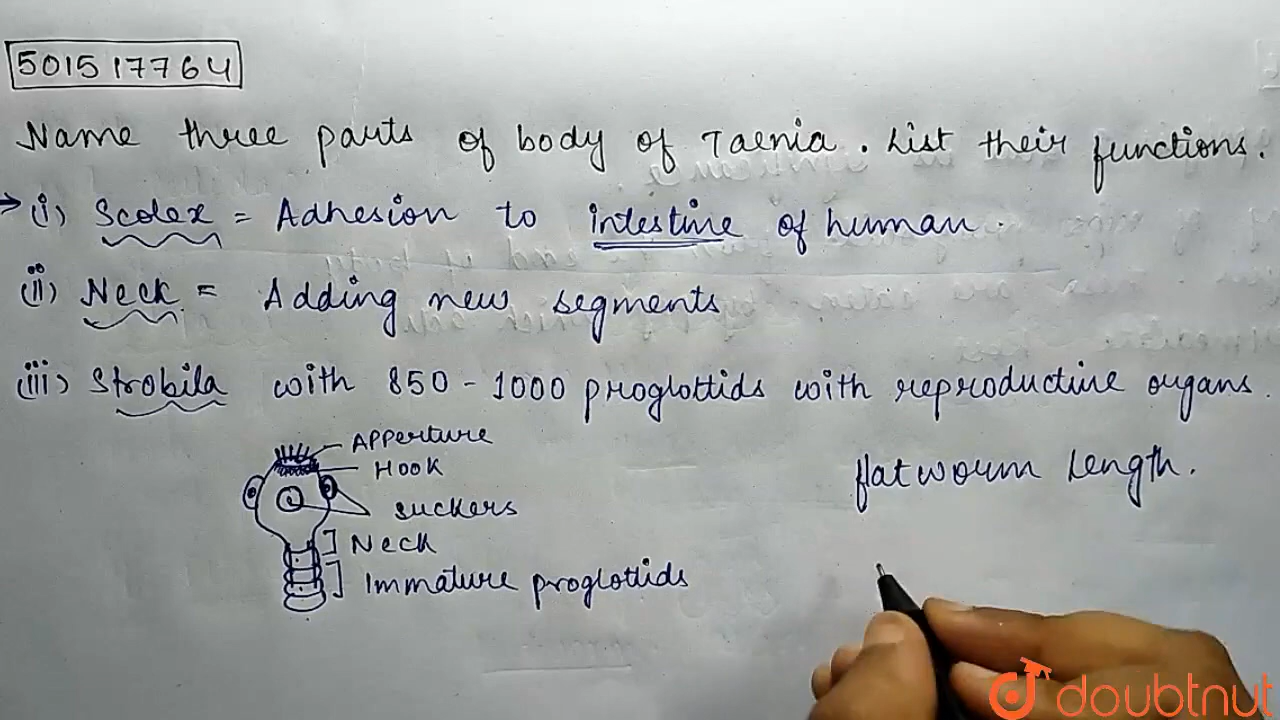 501517764
Name three parts of body of Taenia. List their functions.
→ (i) Scolex = Adhesion to intestine of human.
(ii) Neck = Adding new segments
(iii) Strobila with 850-1000 proglottids with reproductive organs.
Apperture
Hook
suckers
Neck
Immature proglottids
flatworm Length.
doubtnut